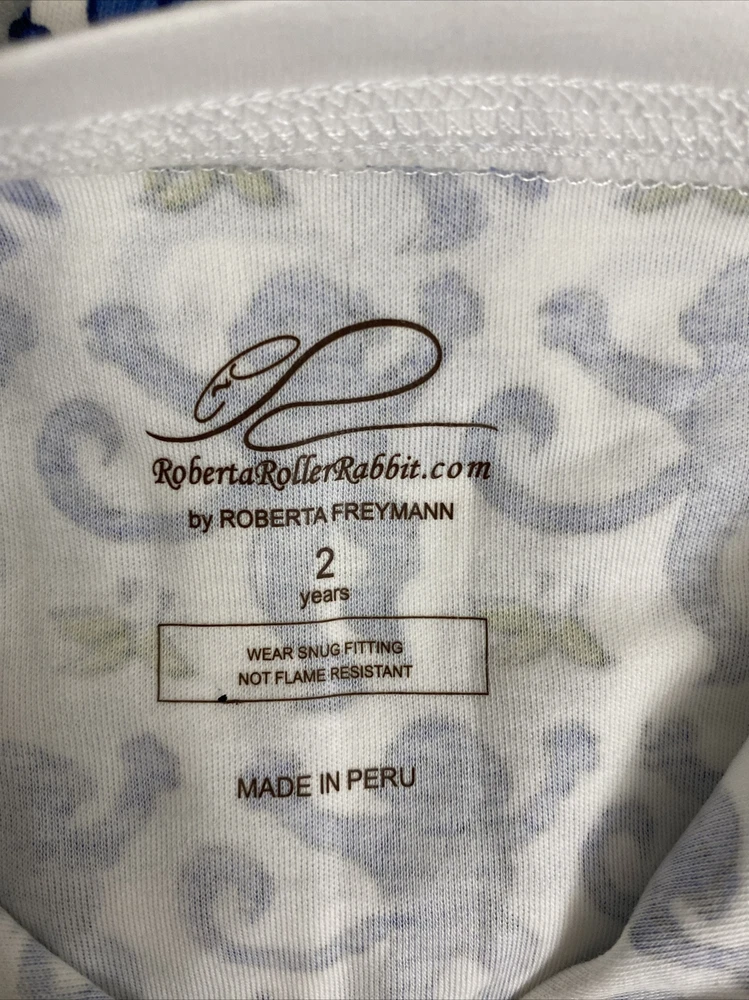 RobertaRollerRabbit.com
by ROBERTA FREYMANN
2
years
WEAR SNUG FITTING
NOT FLAME RESISTANT
MADE IN PERU